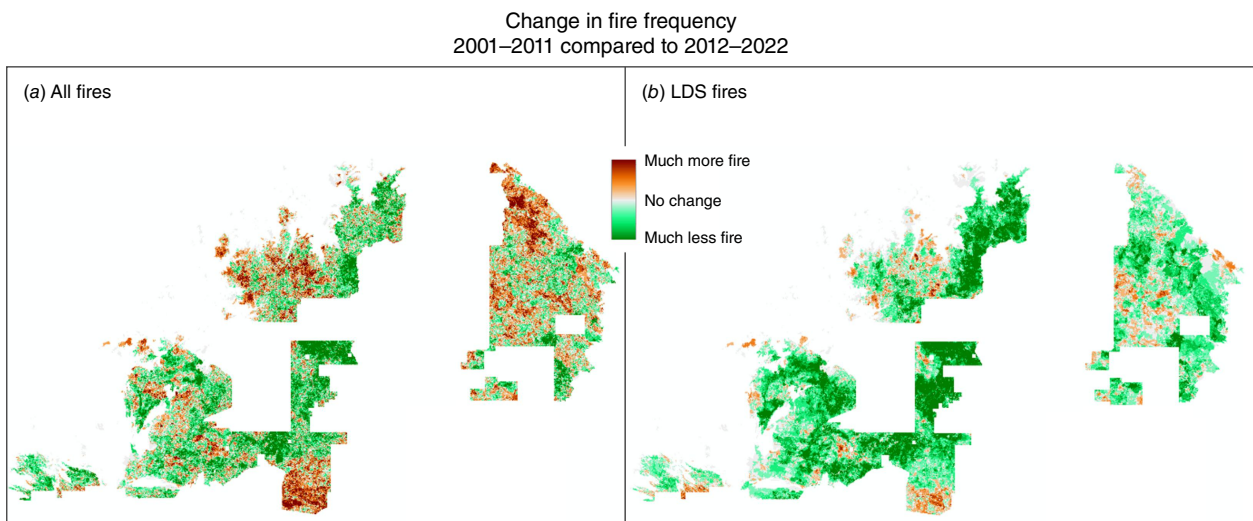 Change in fire frequency
2001–2011 compared to 2012–2022
(a) All fires
(b) LDS fires
Much more fire
No change
Much less fire